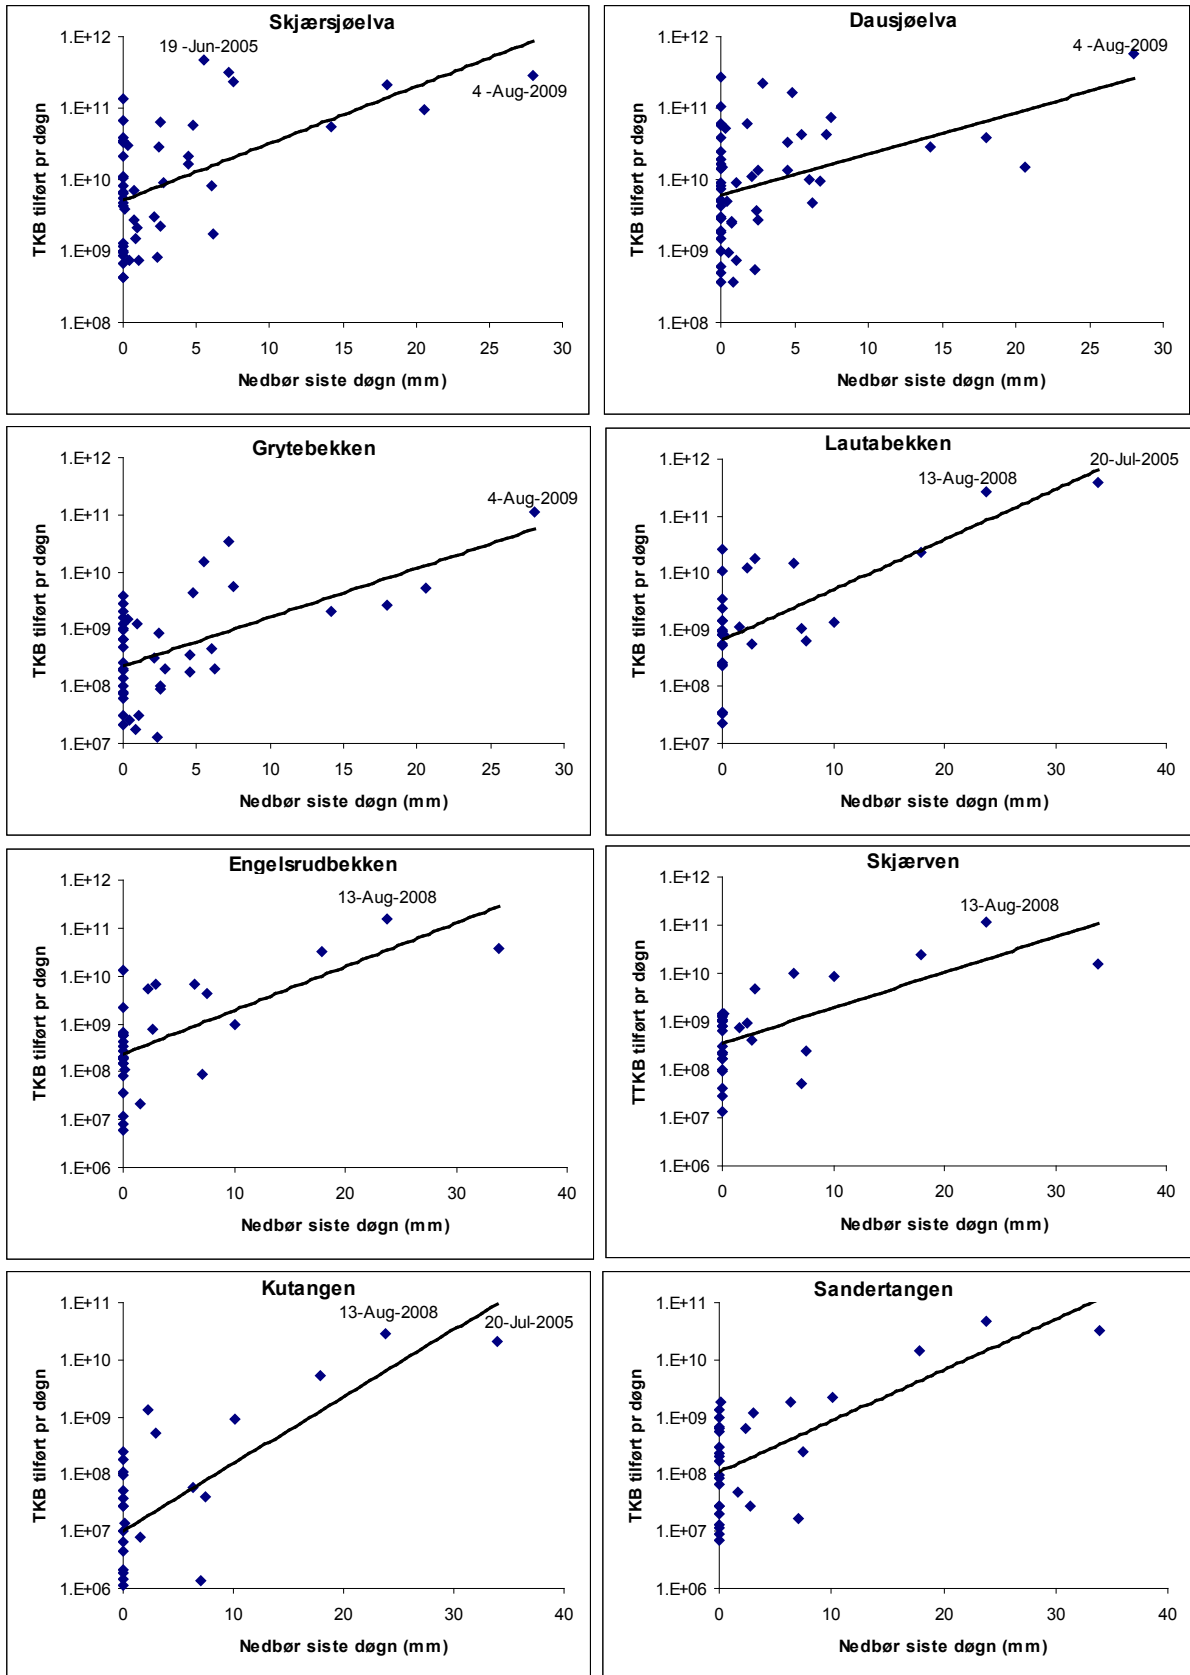 Skjærsjøelva
1.E+12
1.E+11
1.E+10
1.E+09
1.E+08
TKB tilført pr døgn
19 -Jun-2005
4 -Aug-2009
0 5 10 15 20 25 30
Nedbør siste døgn (mm)
Dausjøelva
1.E+12
1.E+11
1.E+10
1.E+09
1.E+08
TKB tilført pr døgn
4 -Aug-2009
0 5 10 15 20 25 30
Nedbør siste døgn (mm)
Grytebekken
1.E+12
1.E+11
1.E+10
1.E+09
1.E+08
1.E+07
TKB tilført pr døgn
4-Aug-2009
0 5 10 15 20 25 30
Nedbør siste døgn (mm)
Lautabekken
1.E+12
1.E+11
1.E+10
1.E+09
1.E+08
1.E+07
TKB tilført pr døgn
20-Jul-2005
13-Aug-2008
0 10 20 30 40
Nedbør siste døgn (mm)
Engelsrudbekken
1.E+12
1.E+11
1.E+10
1.E+09
1.E+08
1.E+07
1.E+06
TKB tilført pr døgn
13-Aug-2008
0 10 20 30 40
Nedbør siste døgn (mm)
Skjærven
1.E+12
1.E+11
1.E+10
1.E+09
1.E+08
1.E+07
1.E+06
TTKB tilført pr døgn
13-Aug-2008
0 10 20 30 40
Nedbør siste døgn (mm)
Kutangen
1.E+11
1.E+10
1.E+09
1.E+08
1.E+07
1.E+06
TKB tilført pr døgn
13-Aug-2008
20-Jul-2005
0 10 20 30 40
Nedbør siste døgn (mm)
Sandertangen
1.E+11
1.E+10
1.E+09
1.E+08
1.E+07
1.E+06
TKB tilført pr døgn
0 10 20 30 40
Nedbør siste døgn (mm)